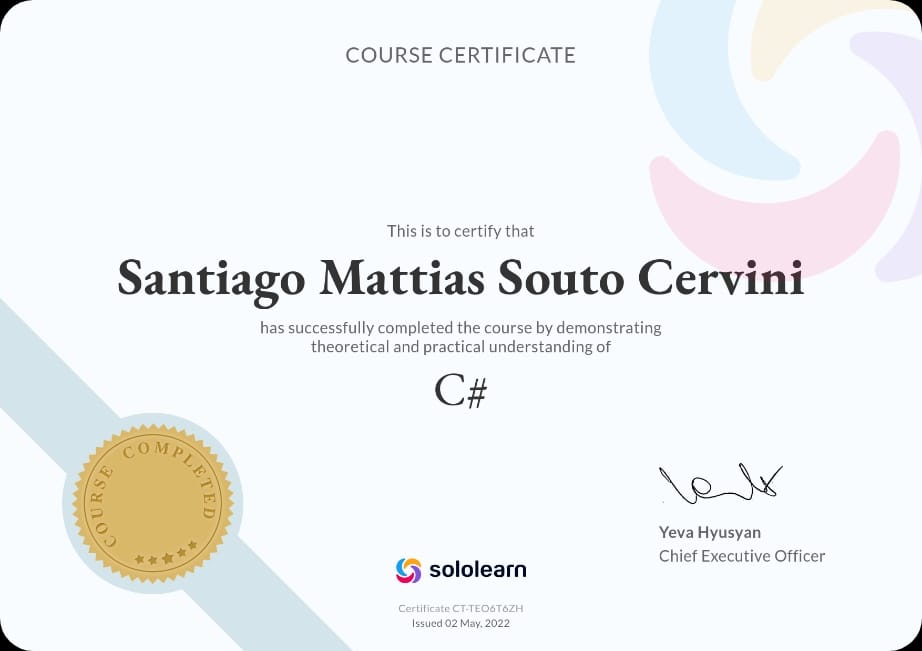 COURSE CERTIFICATE
This is to certify that
Santiago Mattias Souto Cervini
has successfully completed the course by demonstrating
theoretical and practical understanding of
C#
COURSE COMPLETED
Yeva Hyusyan
Chief Executive Officer
sololearn
Certificate CT-TEO6T6ZH
Issued 02 May, 2022